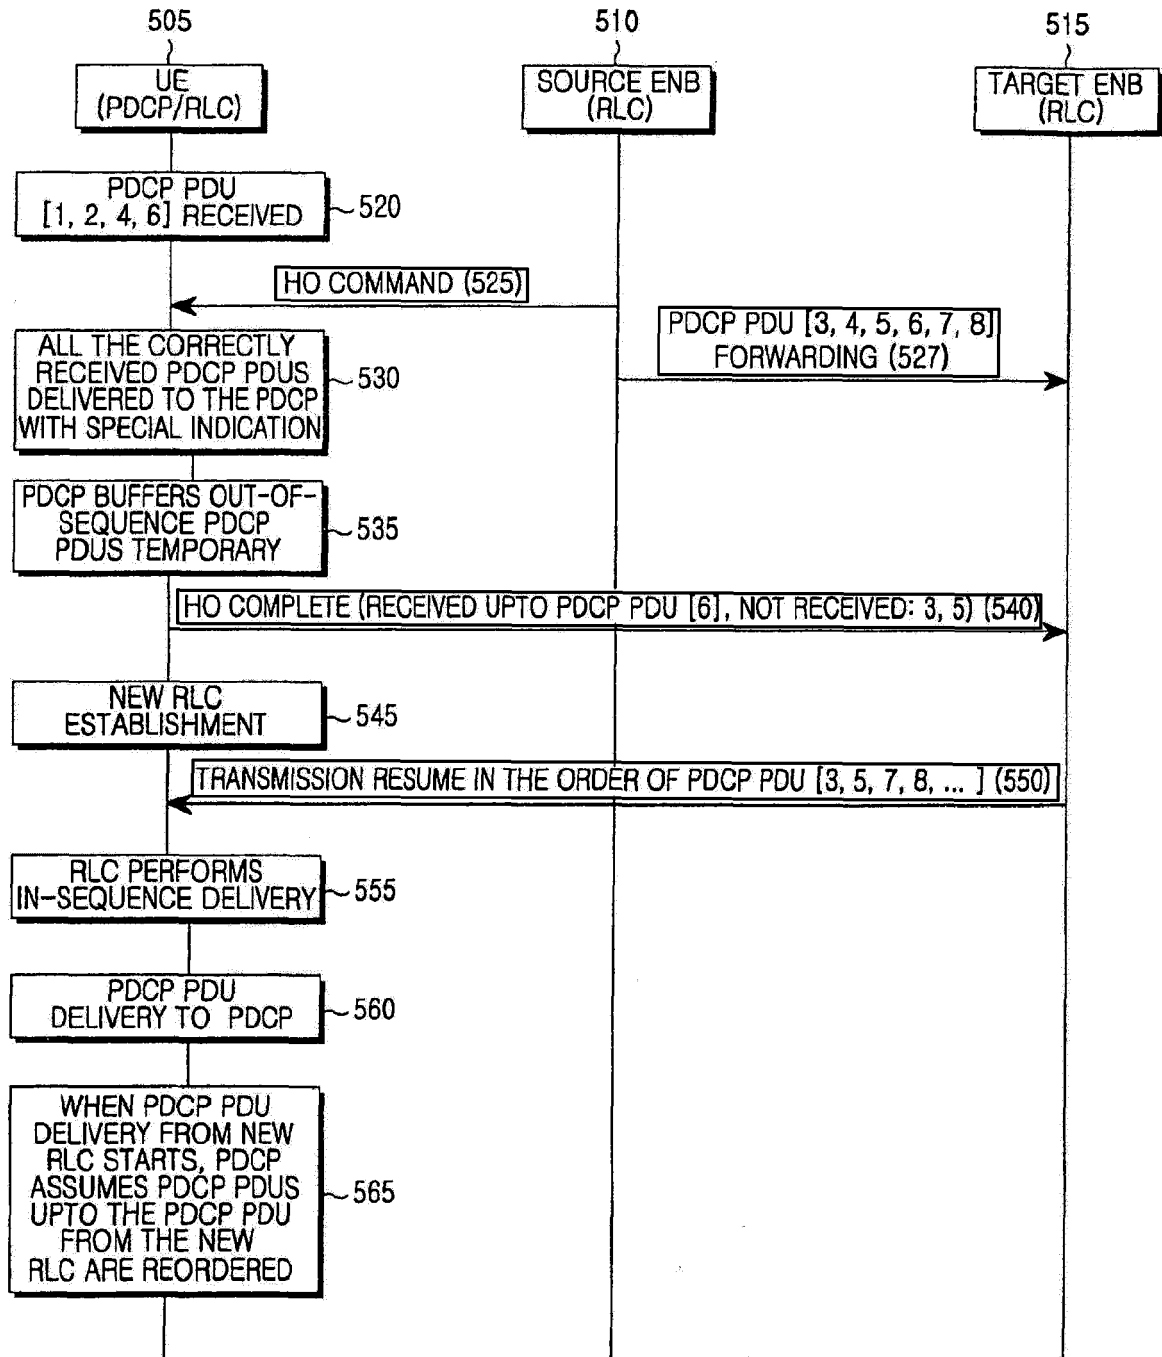 505
510
515
UE
(PDCP/RLC)
SOURCE ENB
(RLC)
TARGET ENB
(RLC)
PDCP PDU
[1, 2, 4, 6] RECEIVED
520
HO COMMAND (525)
PDCP PDU [3, 4, 5, 6, 7, 8]
FORWARDING (527)
ALL THE CORRECTLY
RECEIVED PDCP PDUS
DELIVERED TO THE PDCP
WITH SPECIAL INDICATION
530
PDCP BUFFERS OUT-OF-
SEQUENCE PDCP
PDUS TEMPORARY
535
HO COMPLETE (RECEIVED UPTO PDCP PDU [6], NOT RECEIVED: 3, 5) (540)
NEW RLC
ESTABLISHMENT
545
TRANSMISSION RESUME IN THE ORDER OF PDCP PDU [3, 5, 7, 8, ... ] (550)
RLC PERFORMS
IN-SEQUENCE DELIVERY
555
PDCP PDU
DELIVERY TO PDCP
560
WHEN PDCP PDU
DELIVERY FROM NEW
RLC STARTS, PDCP
ASSUMES PDCP PDUS
UPTO THE PDCP PDU
FROM THE NEW
RLC ARE REORDERED
565